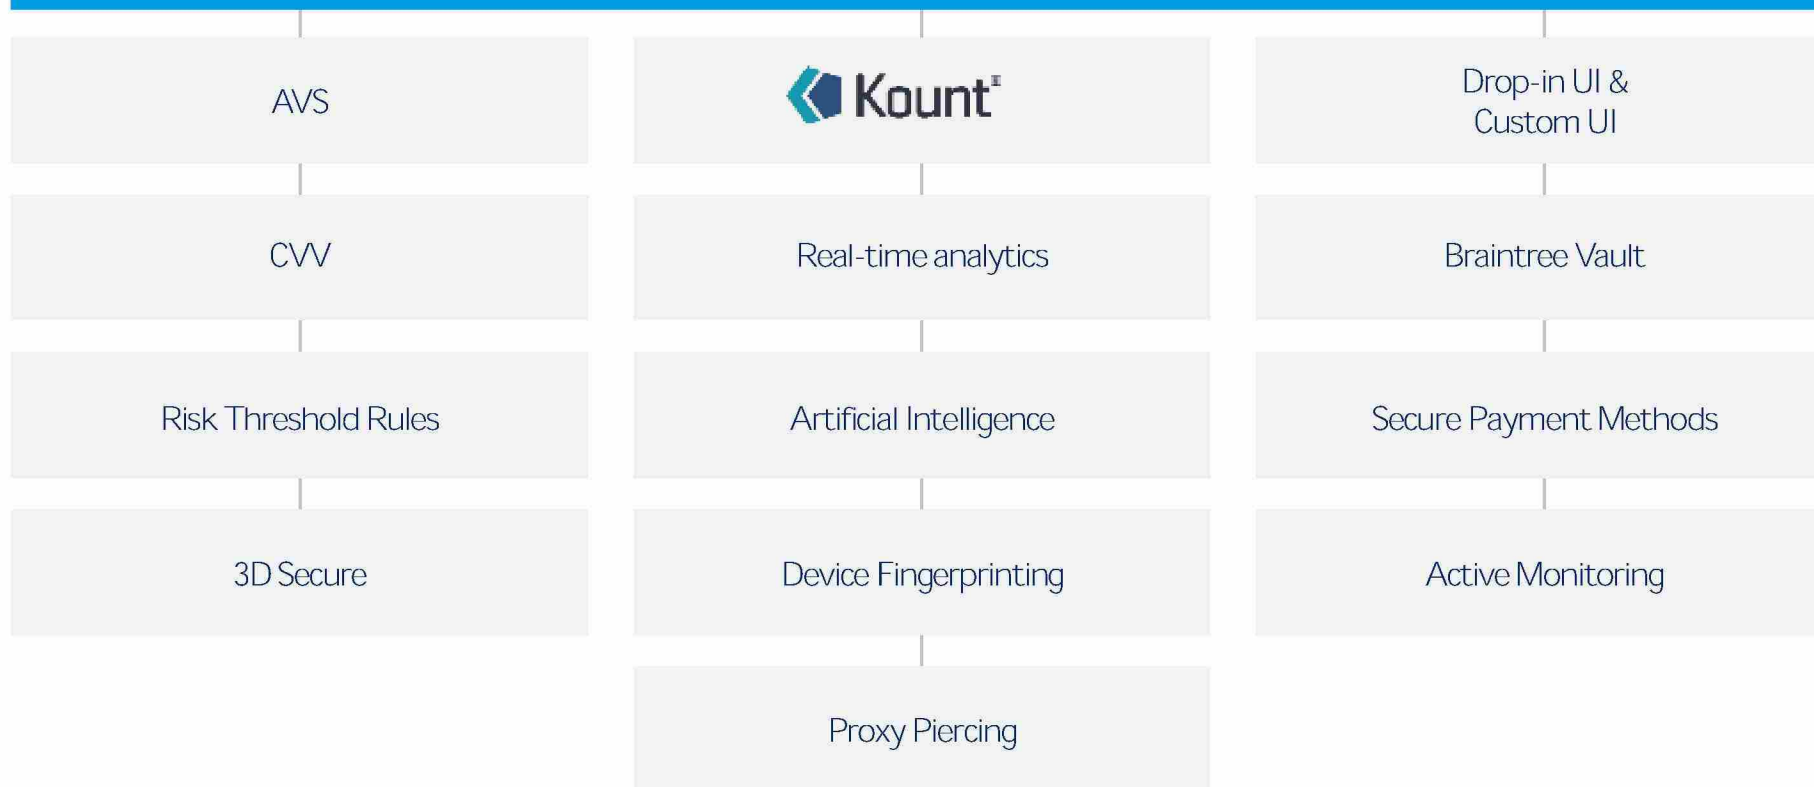 AVS
CVV
Risk Threshold Rules
3D Secure
Kount
Real-time analytics
Artificial Intelligence
Device Fingerprinting
Proxy Piercing
Drop-in UI &
Custom UI
Braintree Vault
Secure Payment Methods
Active Monitoring